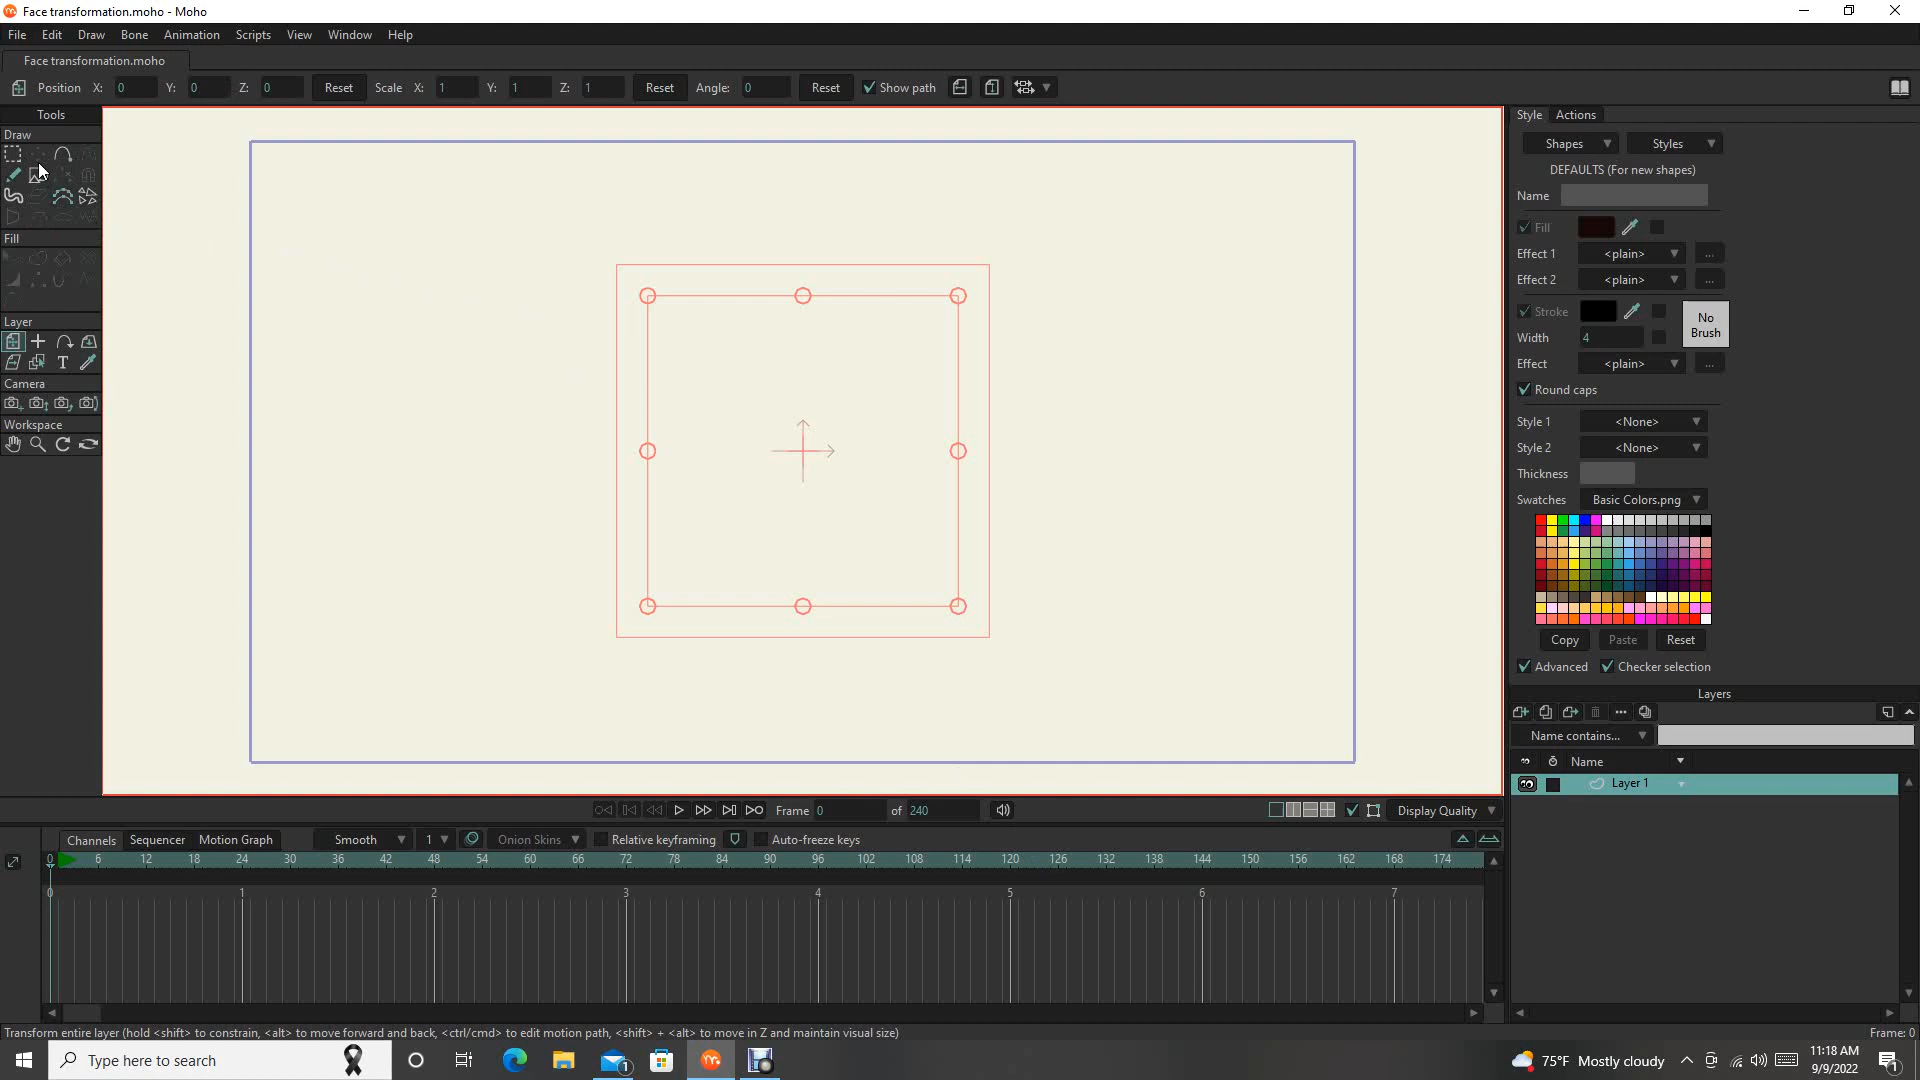 Face transformation.moho - Moho
File Edit Draw Bone Animation Scripts View Window Help
Face transformation.moho
Position X: 0 Y: 0 Z: 0 Reset Scale X: 1 Y: 1 Z: 1 Reset Angle: 0 Reset Show path
Tools
Draw
Fill
Layer
T
Camera
Workspace
Style Actions
Shapes Styles
DEFAULTS (For new shapes)
Name
Fill
Effect 1 <plain> ...
Effect 2 <plain> ...
Stroke
No Brush
Width 4
Effect <plain> ...
Round caps
Style 1 <None>
Style 2 <None>
Thickness
Swatches Basic Colors.png
Copy Paste Reset
Advanced Checker selection
Layers
Name contains...
Name
Layer 1
Frame 0 of 240 Display Quality
Channels Sequencer Motion Graph Smooth 1 Onion Skins Relative keyframing Auto-freeze keys
0 6 12 18 24 30 36 42 48 54 60 66 72 78 84 90 96 102 108 114 120 126 132 138 144 150 156 162 168 174
0 1 2 3 4 5 6 7
Transform entire layer (hold <shift> to constrain, <alt> to move forward and back, <ctrl/cmd> to edit motion path, <shift> + <alt> to move in Z and maintain visual size) Frame: 0
Type here to search 1 75°F Mostly cloudy 11:18 AM 1
9/9/2022